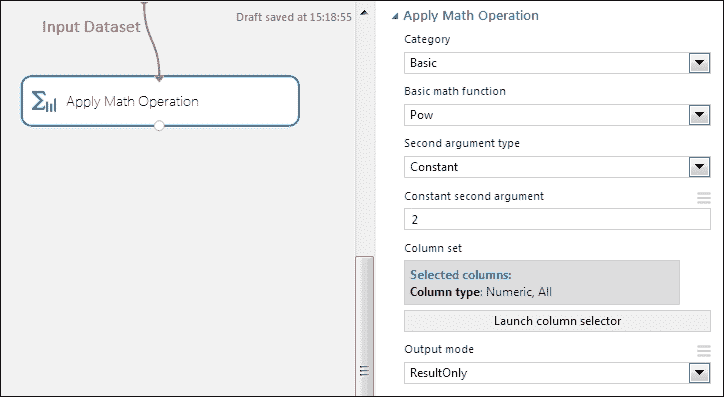 Input Dataset
Draft saved at 15:18:55
Apply Math Operation
Apply Math Operation
Category
Basic
Basic math function
Pow
Second argument type
Constant
Constant second argument
2
Column set
Selected columns:
Column type: Numeric, All
Launch column selector
Output mode
ResultOnly